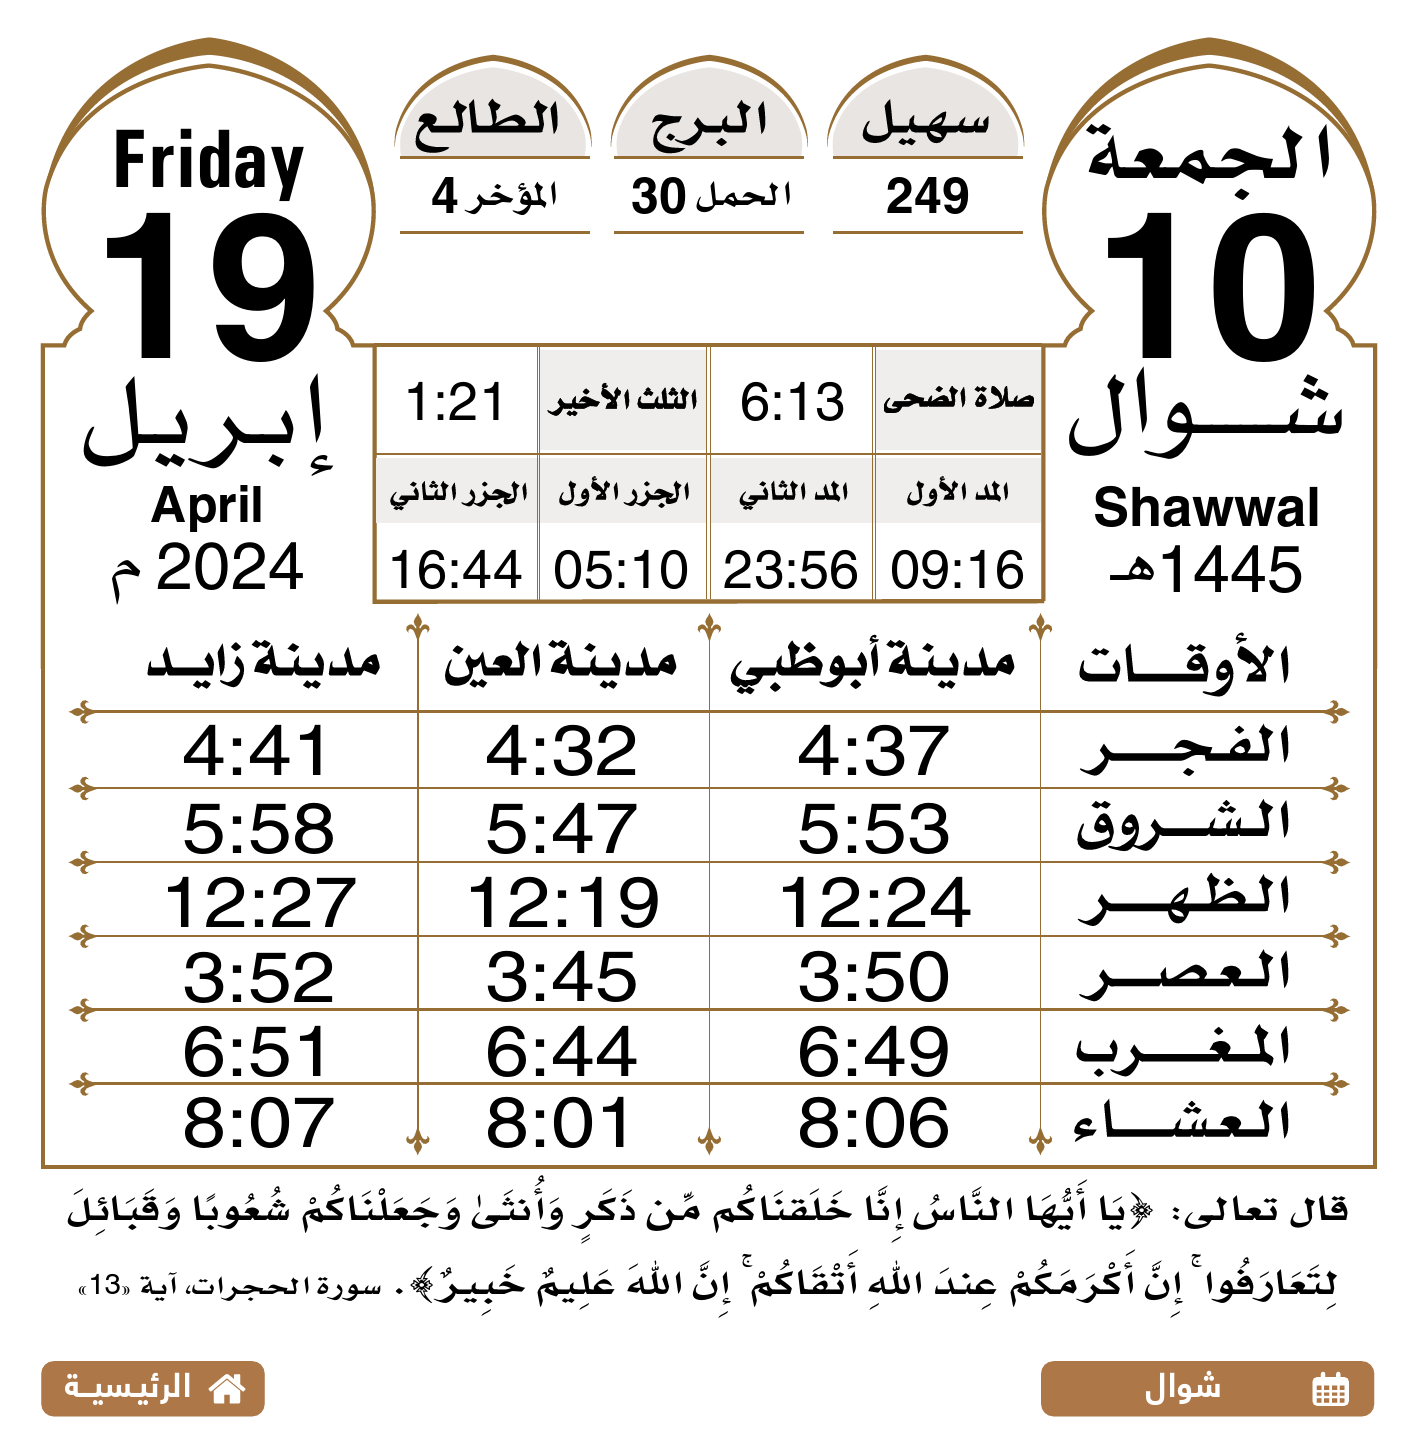 الجمعة
10
شوال
Shawwal
1445هـ
سهيل
249
البرج
الحمل 30
الطالع
المؤخر 4
Friday
19
إبريل
April
2024 م
صلاة الضحى 6:13 الثلث الأخير 1:21
المد الأول المد الثاني الجزر الأول الجزر الثاني
09:16 23:56 05:10 16:44
الأوقات مدينة أبوظبي مدينة العين مدينة زايد
الفجر 4:37 4:32 4:41
الشروق 5:53 5:47 5:58
الظهر 12:24 12:19 12:27
العصر 3:50 3:45 3:52
المغرب 6:49 6:44 6:51
العشاء 8:06 8:01 8:07
قال تعالى: ﴿يَا أَيُّهَا النَّاسُ إِنَّا خَلَقنَاكُم مِّن ذَكَرٍ وَأُنثَىٰ وَجَعَلْنَاكُمْ شُعُوبًا وَقَبَائِلَ
لِتَعَارَفُوا ۚ إِنَّ أَكْرَمَكُمْ عِندَ اللهِ أَتْقَاكُمْ ۚ إِنَّ اللهَ عَلِيمٌ خَبِيرٌ﴾. سورة الحجرات، آية «13»
شوال
الرئيسية